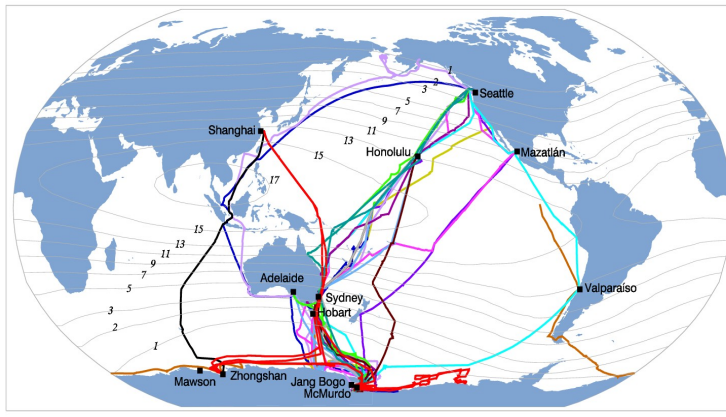 1
2
Seattle
3
5
7
9
Shanghai
11
13
15
Honolulu
Mazatlán
17
15
13
11
9
7
Adelaide
5
Valparaíso
Sydney
3
Hobart
2
1
Mawson
Zhongshan
Jang Bogo
McMurdo